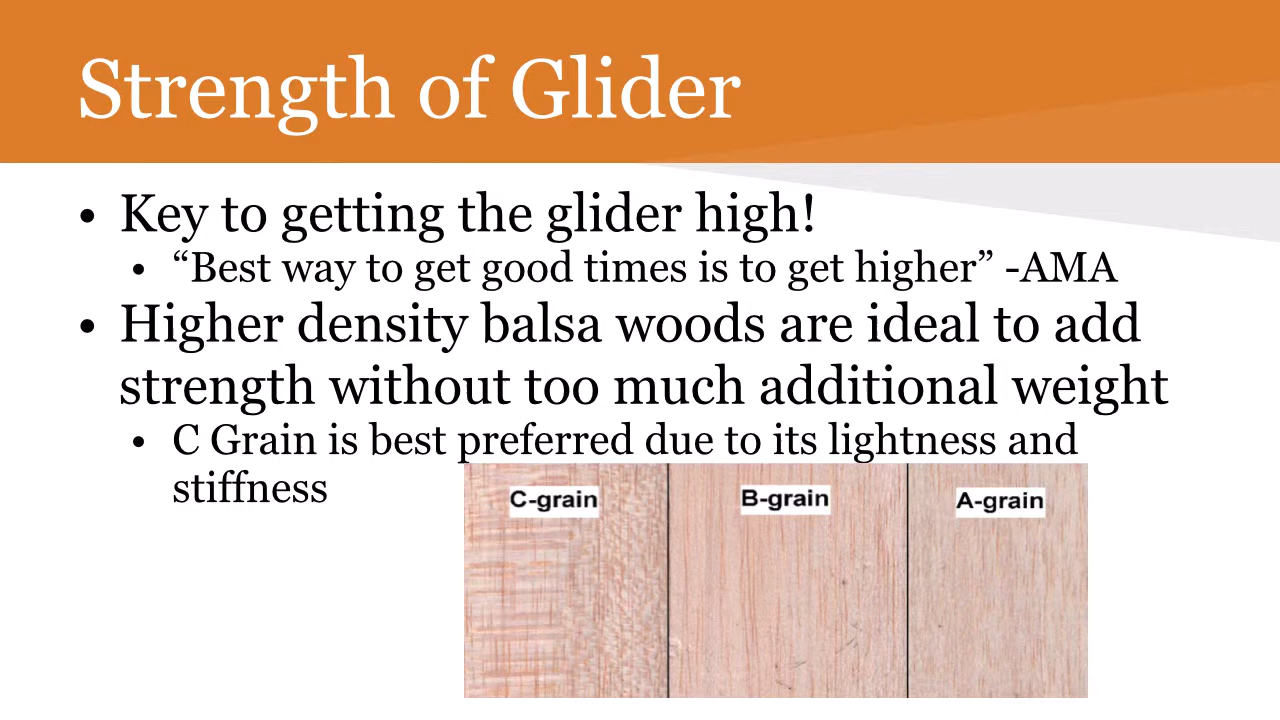 Strength of Glider
• Key to getting the glider high!
• “Best way to get good times is to get higher” -AMA
• Higher density balsa woods are ideal to add
strength without too much additional weight
• C Grain is best preferred due to its lightness and
stiffness
C-grain
B-grain
A-grain